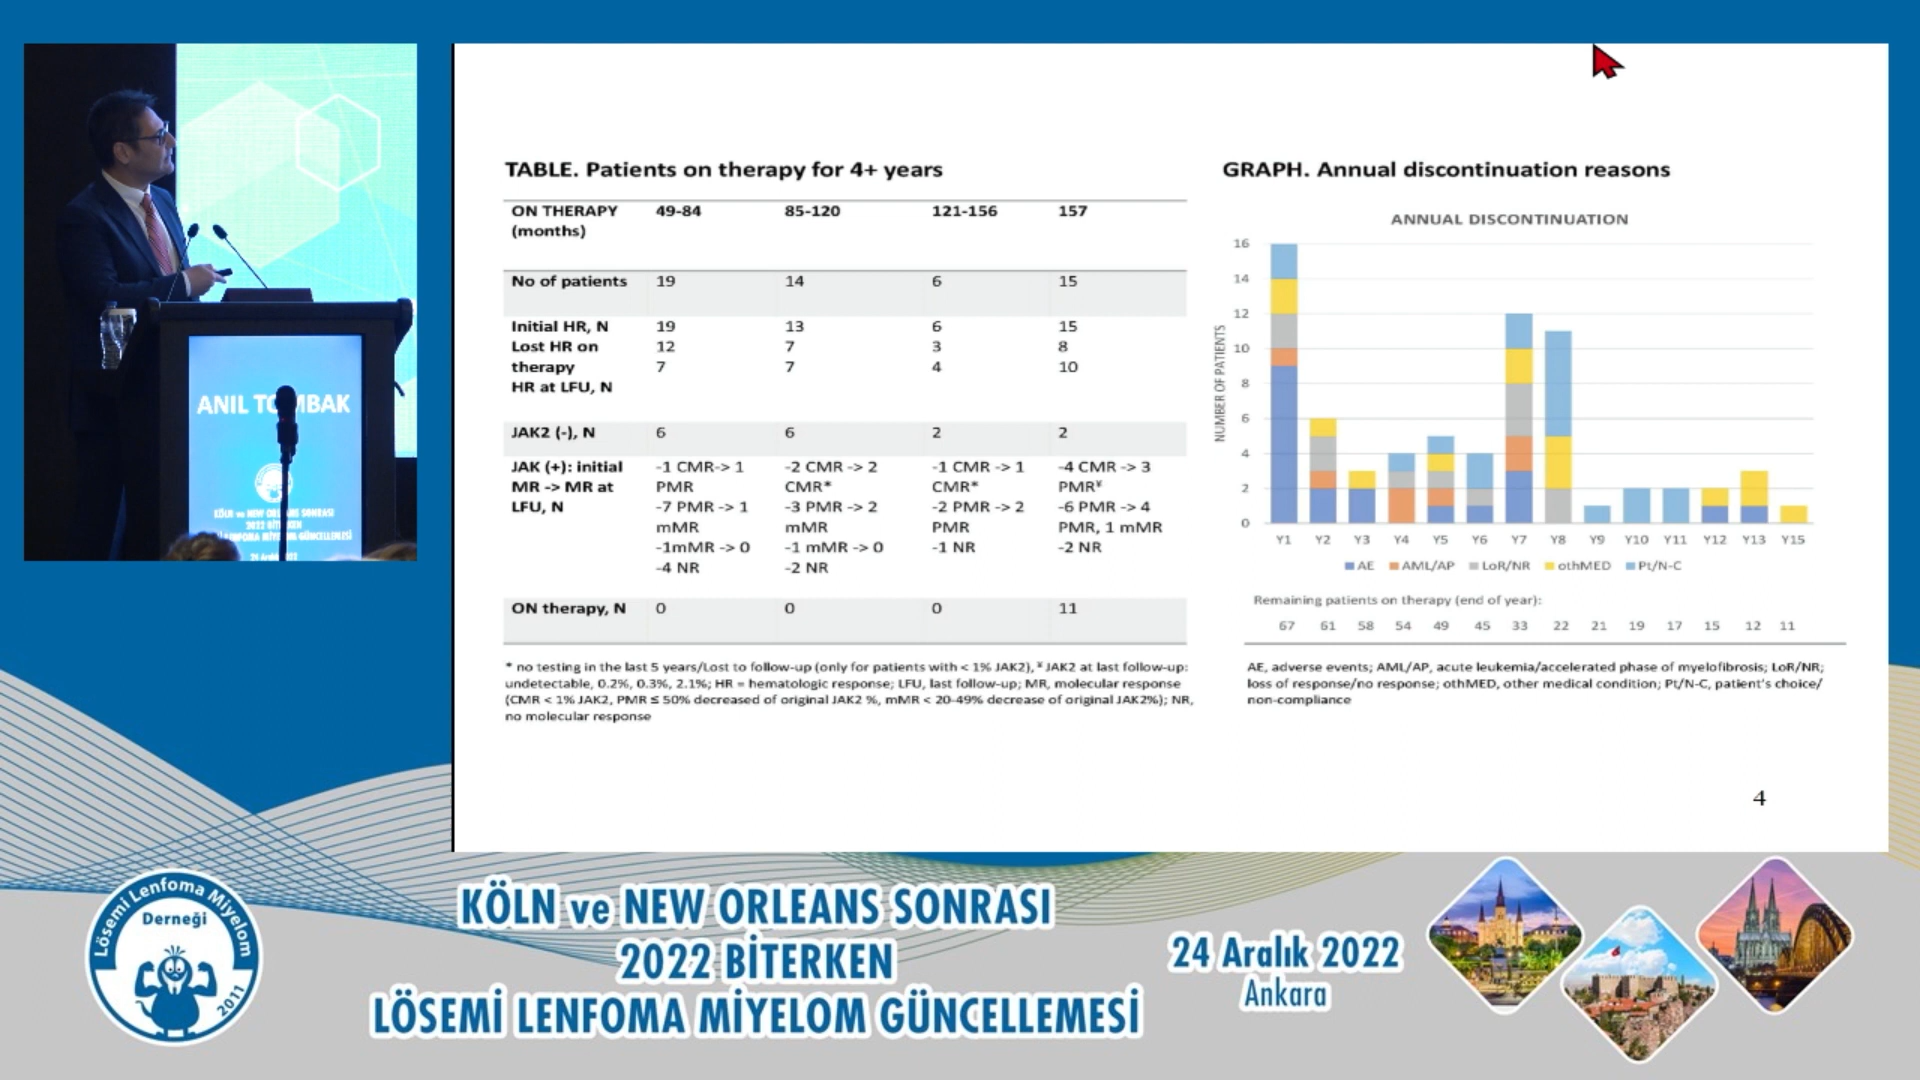 TABLE. Patients on therapy for 4+ years
ON THERAPY (months) 49-84 85-120 121-156 157
No of patients 19 14 6 15
Initial HR, N 19 13 6 15
Lost HR on therapy 12 7 3 8
HR at LFU, N 7 7 4 10
JAK2 (-), N 6 6 2 2
JAK (+): initial MR -> MR at LFU, N
-1 CMR-> 1 PMR
-7 PMR -> 1 mMR
-1mMR -> 0
-4 NR
-2 CMR -> 2 CMR*
-3 PMR -> 2 mMR
-1 mMR -> 0
-2 NR
-1 CMR -> 1 CMR*
-2 PMR -> 2 PMR
-1 NR
-4 CMR -> 3 PMR¥
-6 PMR -> 4 PMR, 1 mMR
-2 NR
ON therapy, N 0 0 0 11
* no testing in the last 5 years/Lost to follow-up (only for patients with < 1% JAK2), ¥ JAK2 at last follow-up:
undetectable, 0.2%, 0.3%, 2.1%; HR = hematologic response; LFU, last follow-up; MR, molecular response
(CMR < 1% JAK2, PMR ≤ 50% decreased of original JAK2 %, mMR < 20-49% decrease of original JAK2%); NR,
no molecular response
GRAPH. Annual discontinuation reasons
ANNUAL DISCONTINUATION
NUMBER OF PATIENTS
16
14
12
10
8
6
4
2
0
Y1 Y2 Y3 Y4 Y5 Y6 Y7 Y8 Y9 Y10 Y11 Y12 Y13 Y15
AE AML/AP LoR/NR othMED Pt/N-C
Remaining patients on therapy (end of year):
67 61 58 54 49 45 33 22 21 19 17 15 12 11
AE, adverse events; AML/AP, acute leukemia/accelerated phase of myelofibrosis; LoR/NR;
loss of response/no response; othMED, other medical condition; Pt/N-C, patient's choice/
non-compliance
4
KÖLN ve NEW ORLEANS SONRASI
2022 BİTERKEN
LÖSEMİ LENFOMA MİYELOM GÜNCELLEMESİ
24 Aralık 2022
Ankara
Lösemi Lenfoma Miyelom
Derneği
2011